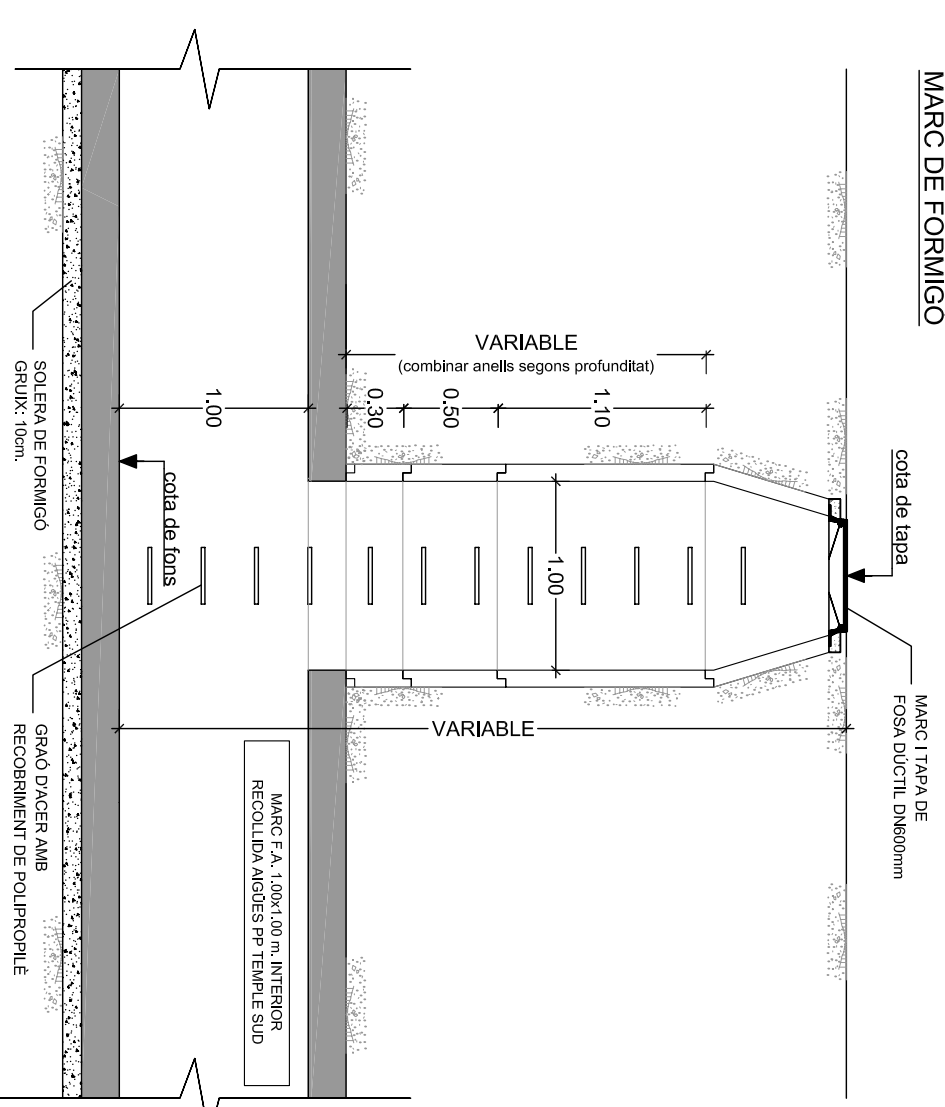 MARC DE FORMIGO
cota de tapa
MARC I TAPA DE
FOSA DÚCTIL DN600mm
VARIABLE
(combinar anells segons profunditat)
1.10
0.50
0.30
1.00
1.00
VARIABLE
MARC F.A. 1.00x1.00 m. INTERIOR
RECOLLIDA AIGÜES PP TEMPLE SUD
cota de fons
SOLERA DE FORMIGÓ
GRUIX: 10cm.
GRAÓ D'ACER AMB
RECOBRIMENT DE POLIPROPILÈ